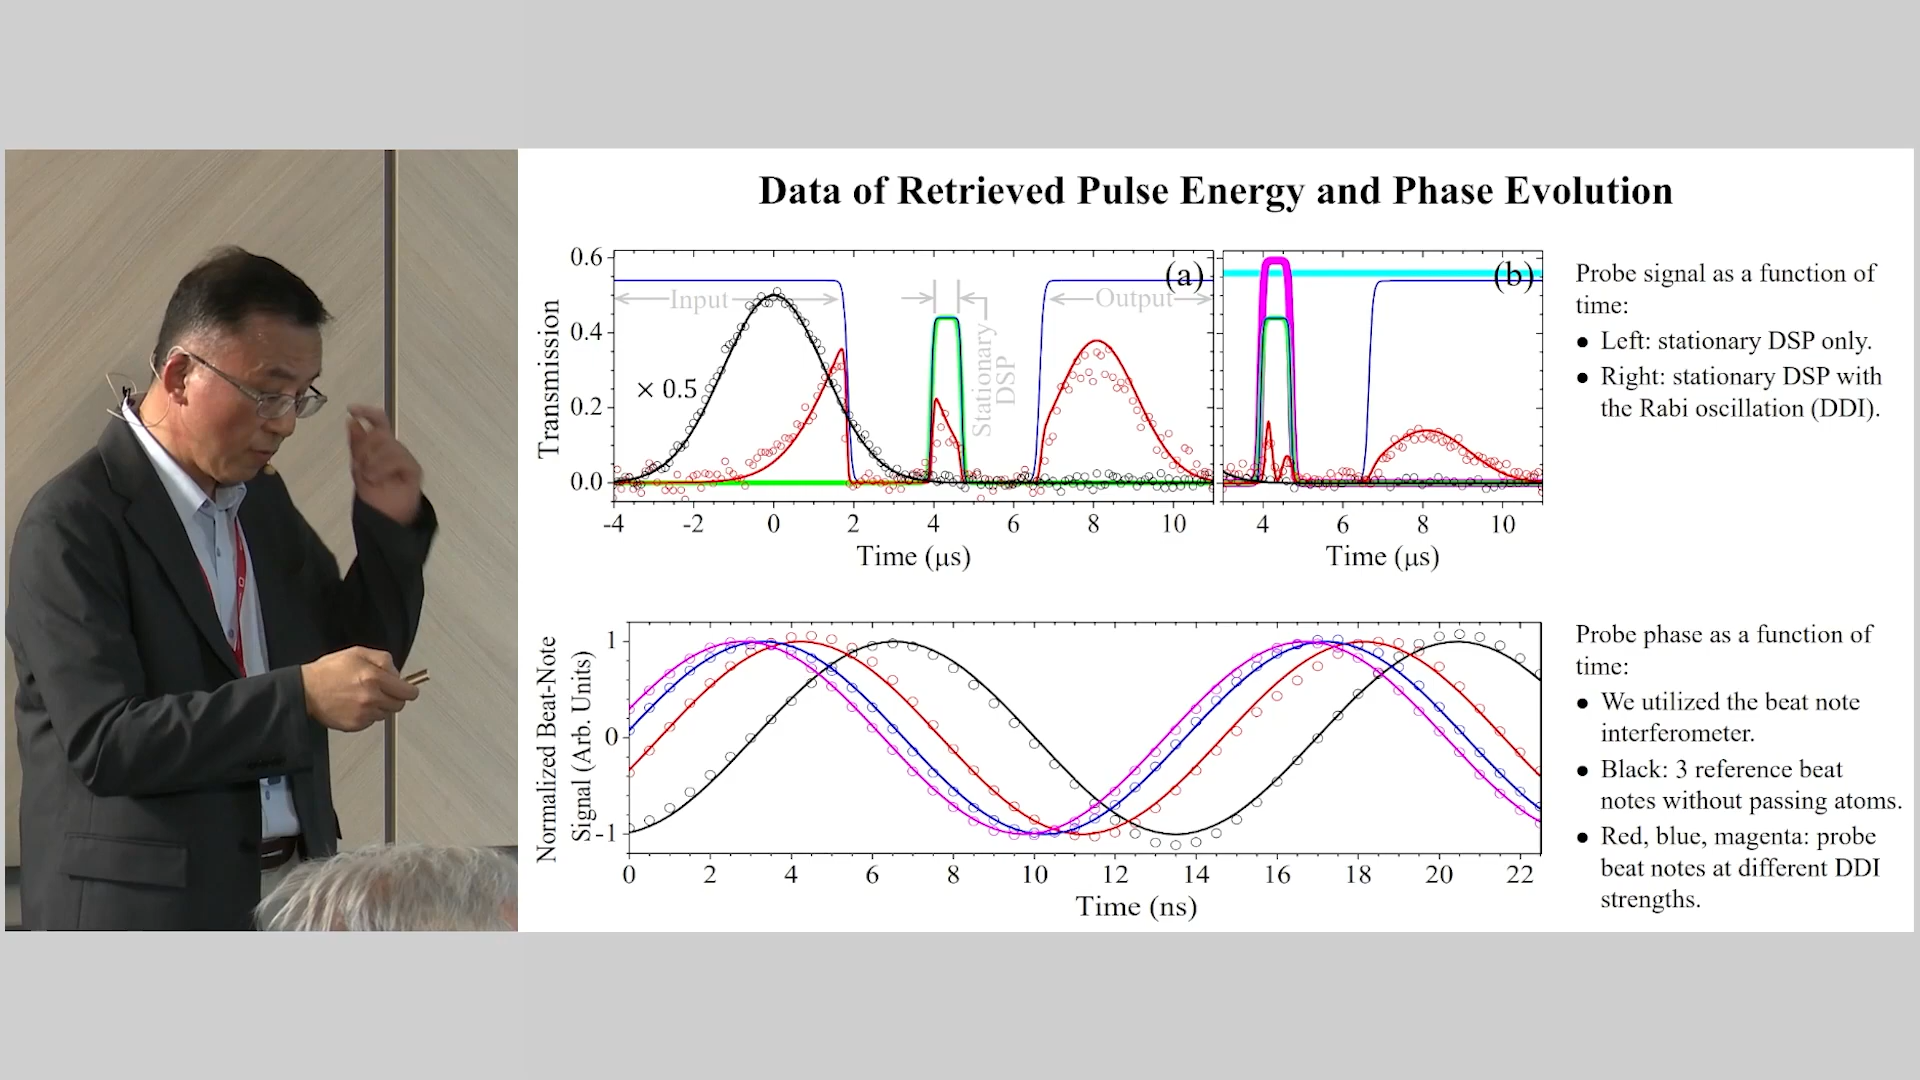 Data of Retrieved Pulse Energy and Phase Evolution
0.6
0.4
0.2
0.0
Transmission
Input
× 0.5
Stationary
DSP
Output
(a)
(b)
-4 -2 0 2 4 6 8 10
4 6 8 10
Time (μs)
Time (μs)
Probe signal as a function of
time:
● Left: stationary DSP only.
● Right: stationary DSP with
the Rabi oscillation (DDI).
Normalized Beat-Note
Signal (Arb. Units)
1
0
-1
0 2 4 6 8 10 12 14 16 18 20 22
Time (ns)
Probe phase as a function of
time:
● We utilized the beat note
interferometer.
● Black: 3 reference beat
notes without passing atoms.
● Red, blue, magenta: probe
beat notes at different DDI
strengths.